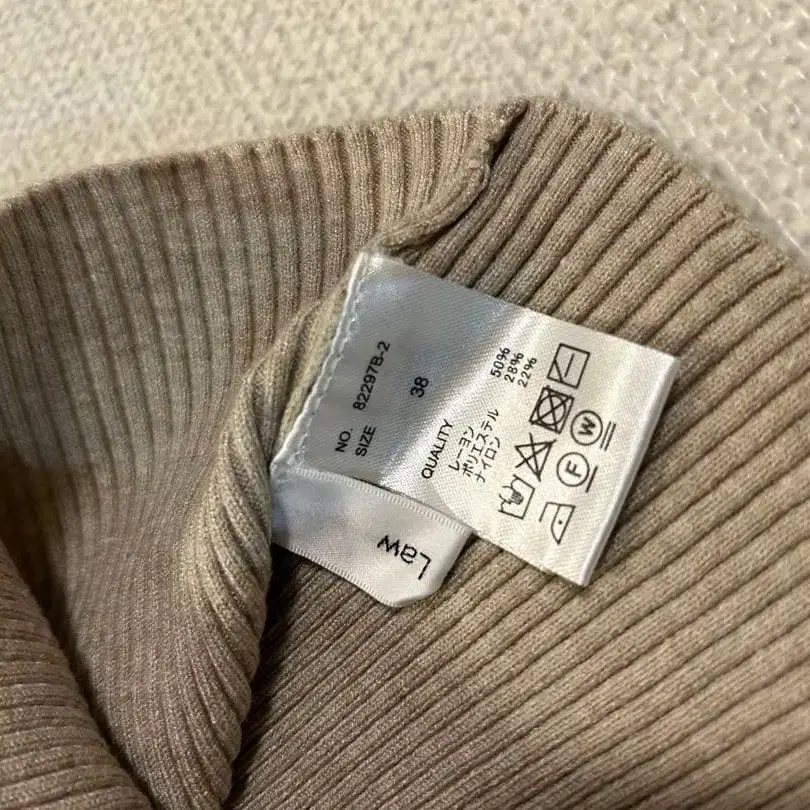 NO. 82297B-2
SIZE 38
QUALITY
レーヨン 50%
ポリエステル 28%
ナイロン 22%
F W
Law